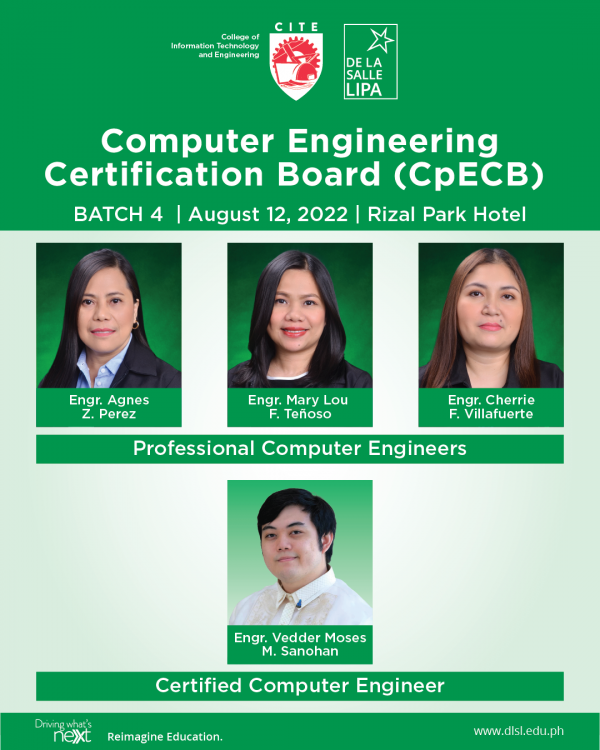 College of
Information Technology
and Engineering
CITE
DE LA
SALLE
LIPA
Computer Engineering
Certification Board (CpECB)
BATCH 4 | August 12, 2022 | Rizal Park Hotel
Engr. Agnes
Z. Perez
Engr. Mary Lou
F. Teñoso
Engr. Cherrie
F. Villafuerte
Professional Computer Engineers
Engr. Vedder Moses
M. Sanohan
Certified Computer Engineer
Driving what's
next
Reimagine Education.
www.dlsl.edu.ph